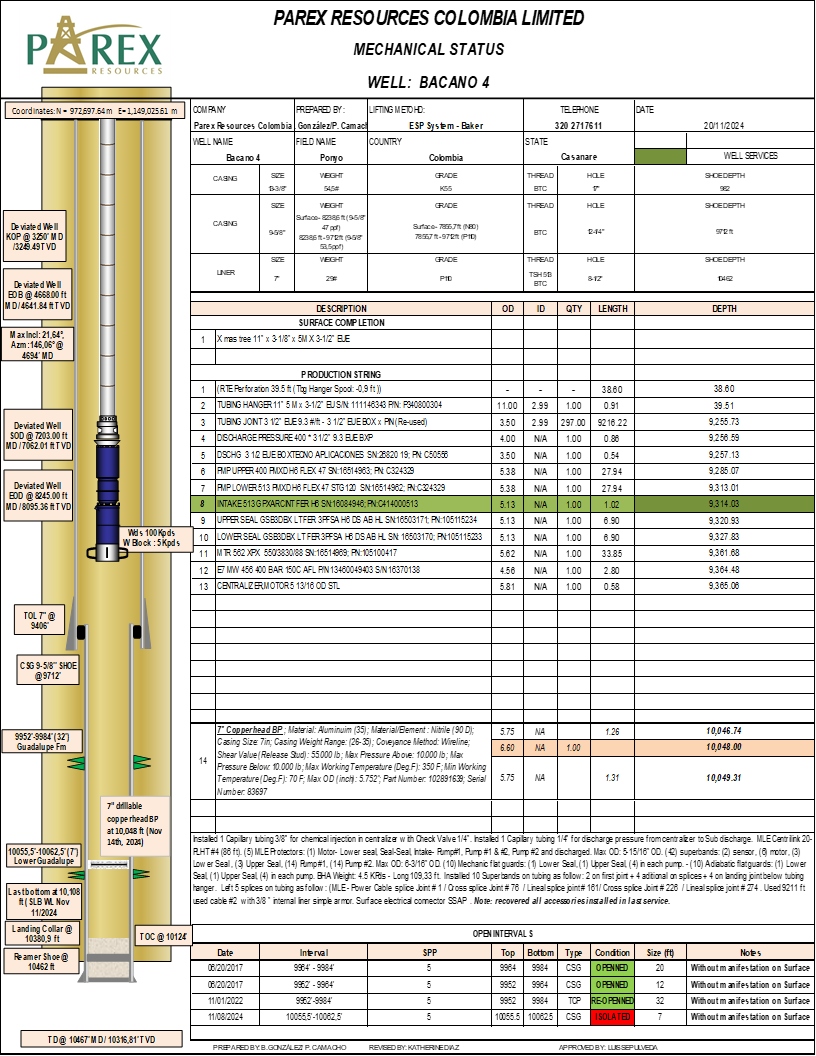 PAREX RESOURCES COLOMBIA LIMITED
MECHANICAL STATUS
WELL: BACANO 4
PAREX
RESOURCES
Coordinates: N = 972,697.64 m E=1,149,025.61 m
COMPANY PREPARED BY: LIFTING METOHD: TELEPHONE DATE
Parex Resources Colombia González/P. Camach ESP System - Baker 320 2717611 20/11/2024
WELL NAME FIELD NAME COUNTRY STATE
Bacano 4 Ponyo Colombia Casanare WELL SERVICES
CASING SIZE WEIGHT GRADE THREAD HOLE SHOE DEPTH
13-3/8" 54,5# K55 BTC 17" 962
CASING SIZE WEIGHT GRADE THREAD HOLE SHOE DEPTH
9-5/8" Surface - 8238,6 ft (9-5/8" 47 ppf) Surface - 7855,7 ft (N80) BTC 12-1/4" 9712 ft
8238,6 ft - 9712 ft (9-5/8" 53,5 ppf) 7855,7 ft - 9712 ft (P110)
LINER SIZE WEIGHT GRADE THREAD HOLE SHOE DEPTH
7" 29# P110 TSH 513 BTC 8-1/2" 10462
DESCRIPTION OD ID QTY LENGTH DEPTH
SURFACE COMPLETION
1 X mas tree 11" x 3-1/8" x 5M X 3-1/2" EUE
PRODUCTION STRING
1 (RTE Perforation 39.5 ft ( Tbg Hanger Spool: -0,9 ft )) - - - 38.60 38.60
2 TUBING HANGER 11" 5M x 3-1/2" EU S/N: 111146343 P/N: P340800304 11.00 2.99 1.00 0.91 39.51
3 TUBING JOINT 3 1/2" EUE 9.3 #/ft - 3 1/2" EUE BOX x PIN (Re-used) 3.50 2.99 297.00 9216.22 9,255.73
4 DISCHARGE PRESSURE 400 * 3 1/2" 9.3 EUE BXP 4.00 N/A 1.00 0.86 9,256.59
5 DSCHG 3 1/2 EUE BOX TECNO APLICACIONES SN:26820 19; PN: C50556 3.50 N/A 1.00 0.54 9,257.13
6 PMP UPPER 400 PMXD H6 FLEX 47 SN:16514963; PN: C324329 5.38 N/A 1.00 27.94 9,285.07
7 PMP LOWER 513 PMXD H6 FLEX 47 STG120 SN:16514962; PN:C324329 5.38 N/A 1.00 27.94 9,313.01
8 INTAKE 513 GPXARCINT FER H6 SN:16084946; PN:C414000513 5.13 N/A 1.00 1.02 9,314.03
9 UPPER SEAL GSB3DBX LT FER 3PFSA H6 DS AB HL SN:16503171; PN:105115234 5.13 N/A 1.00 6.90 9,320.93
10 LOWER SEAL GSB3DBX LT FER 3PFSA H6 DS AB HL SN: 16503170; PN:105115233 5.13 N/A 1.00 6.90 9,327.83
11 MTR 562 XPX 550/3830/88 SN:16514969; PN:105100417 5.62 N/A 1.00 33.85 9,361.68
12 E7 MW 456 400 BAR 150C AFL P/N 13460049403 S/N 16370138 4.56 N/A 1.00 2.80 9,364.48
13 CENTRALIZER,MOTOR 5 13/16 OD STL 5.81 N/A 1.00 0.58 9,365.06
14 7" Copperhead BP ; Material: Aluminuim (35); Material/Element : Nitrile (90 D);
Casing Size: 7in; Casing Weight Range: (26-35); Coveyance Method: Wireline;
Shear Value (Release Stud) : 55.000 lb; Max Pressure Above: 10.000 lb; Max
Pressure Below: 10,000 lb; Max Working Temperature (Deg.F): 350 F; Min Working
Temperature (Deg.F): 70 F; Max OD (inch): 5.752"; Part Number: 102891639; Serial
Number: 83697
5.75 NA 1.26 10,046.74
6.60 NA 1.00 10,048.00
5.75 NA 1.31 10,049.31
Installed 1 Capilary tubing 3/8" for chemical injection in centralizer with Check Valve 1/4". Installed 1 Capilary tubing 1/4" for discharge pressure from centralizer to Sub discharge. MLE Centrilink 20-
PLHT #4 (86 ft). (5) MLE Protectors: (1) Motor- Lower seal, Seal-Seal, Intake- Pump#1, Pump #1 & #2, Pump #2 and discharged. Max OD: 5-15/16" OD. (42) superbands: (2) sensor, (6) motor, (3)
Lower Seal, (3) Upper Seal, (14) Pump #1, (14) Pump #2. Max OD: 6-3/16" OD. (10) Mechanic flat guards: (1) Lower Seal, (1) Upper Seal, (4) in each pump. - (10) Adiabatic flat guards: (1) Lower
Seal, (1) Upper Seal, (4) in each pump. BHA Weight: 4.5 KRlbs - Long 109,33 ft. Installed 10 Superbands on tubing as follow: 2 on first joint + 4 aditional on splices + 4 on landing joint below tubing
hanger. Left 5 splices on tubing as follow : (MLE - Power Cable splice Joint # 1 / Cross splice Joint # 76 / Lineal splice joint # 161/ Cross splice Joint # 226 / Lineal splice joint # 274 . Used 9211 ft
used cable #2 with 3/8" internal liner simple armor. Surface electrical connector SSAP . Note: recovered all accessories installed in last service.
OPEN INTERVALS
Date Interval SPP Top Bottom Type Condition Size (ft) Notes
06/20/2017 9964' - 9984' 5 9964 9984 CSG OPENNED 20 Without manifestation on Surface
06/20/2017 9952' - 9964' 5 9952 9964 CSG OPENNED 12 Without manifestation on Surface
11/01/2022 9952'-9984' 5 9952 9984 TCP RE-OPENNED 32 Without manifestation on Surface
11/08/2024 10055,5'-10062,5' 5 10055.5 10062.5 CSG ISOLATED 7 Without manifestation on Surface
PREPARED BY: B. GONZÁLEZ/ P. CAMACHO REVISED BY: KATHERINE DIAZ APPROVED BY: LUIS SEPULVEDA
Deviated Well
KOP @ 3250' MD
/3249.49 TVD
Deviated Well
EOB @ 4668.00 ft
MD / 4641.84 ft TVD
Max Incl: 21,64°,
Azm :146,06° @
4694' MD
Deviated Well
SOD @ 7203.00 ft
MD / 7062.01 ft TVD
Deviated Well
EOD @ 8245.00 ft
MD / 8095.36 ft TVD
Wds 100 Kpds
W Block : 5 Kpds
TOL 7" @
9406'
CSG 9-5/8" SHOE
@9712'
9952'-9984' (32')
Guadalupe Fm
7" drillable
copperhead BP
at 10,048 ft (Nov
14th, 2024)
10055,5'-10062,5' (7')
Lower Guadalupe
Last bottom at 10,108
ft ( SLB WL Nov
11/2024
Landing Collar @
10380,9 ft
TOC @ 10124'
Reamer Shoe @
10462 ft
TD @ 10467' MD / 10316,81' TVD